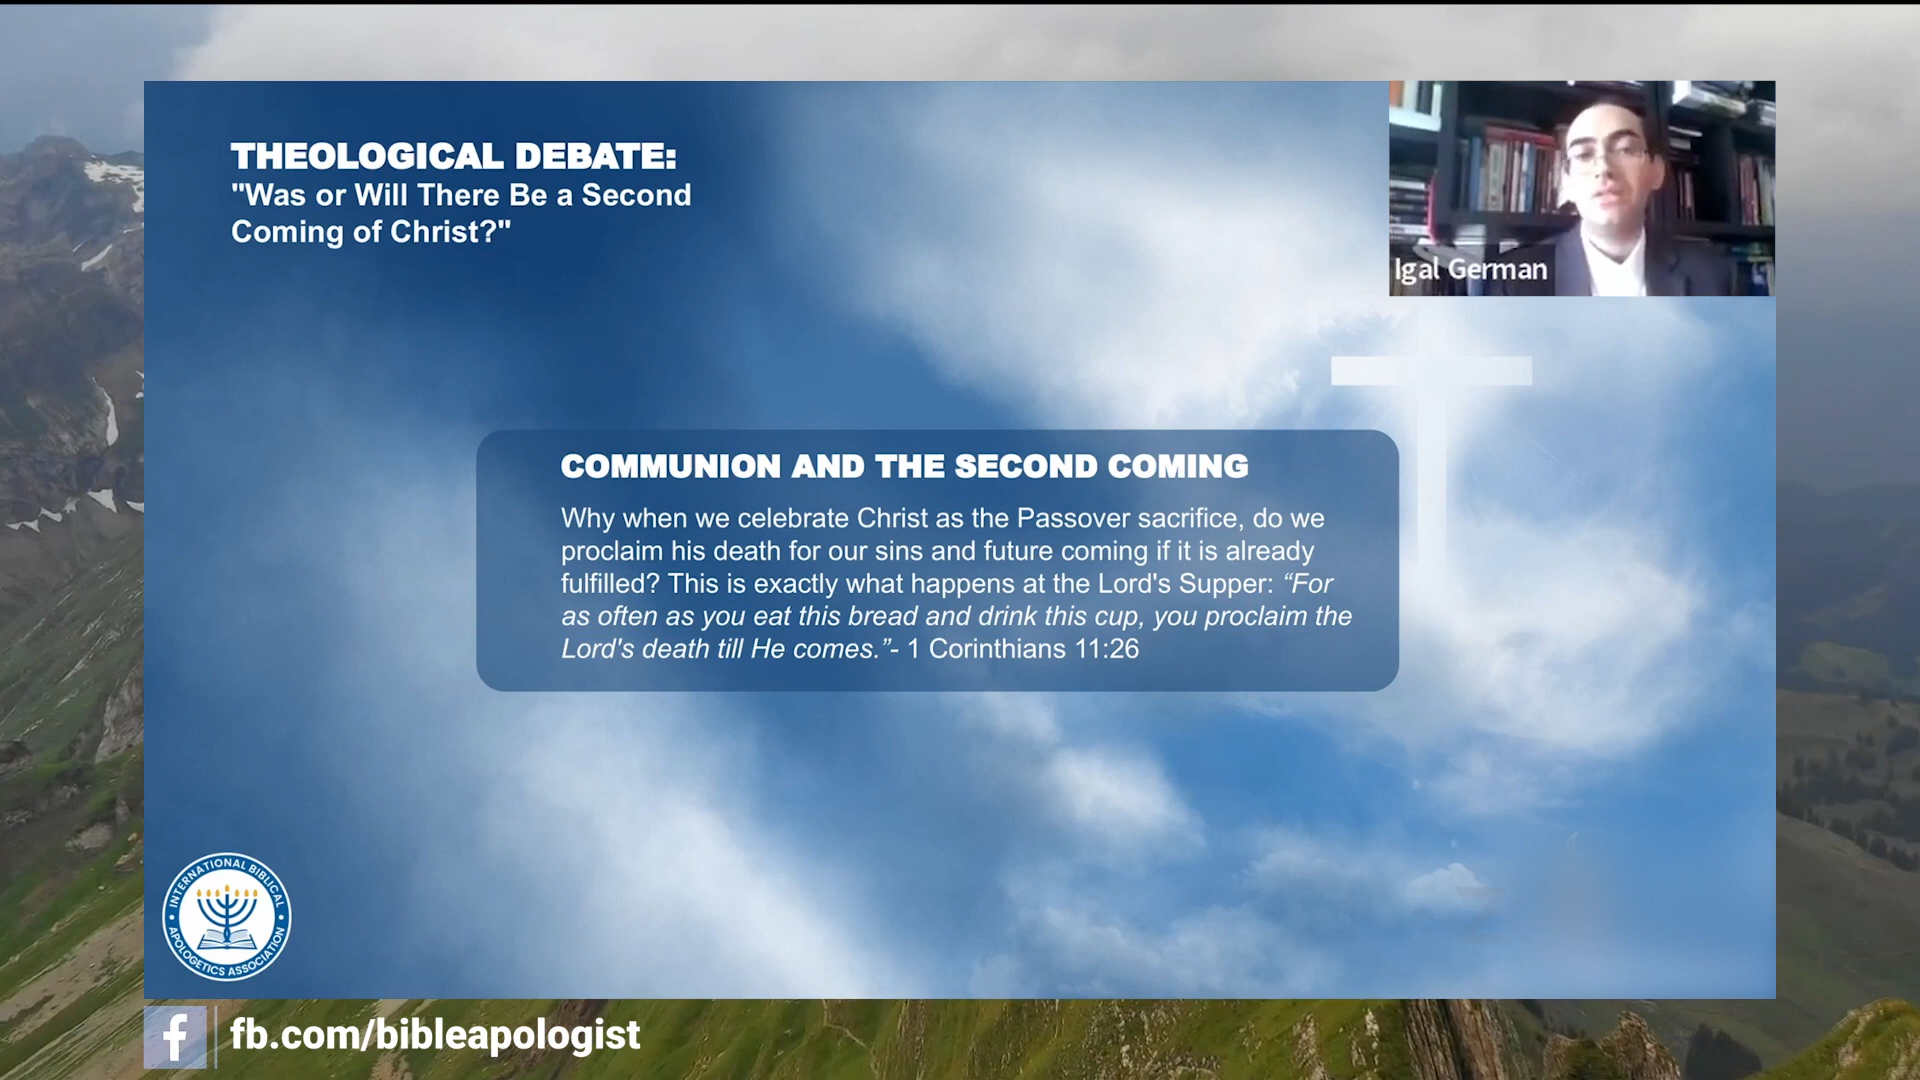 THEOLOGICAL DEBATE:
"Was or Will There Be a Second
Coming of Christ?"
Igal German
COMMUNION AND THE SECOND COMING
Why when we celebrate Christ as the Passover sacrifice, do we
proclaim his death for our sins and future coming if it is already
fulfilled? This is exactly what happens at the Lord's Supper: “For
as often as you eat this bread and drink this cup, you proclaim the
Lord's death till He comes.”- 1 Corinthians 11:26
INTERNATIONAL BIBLICAL
APOLOGETICS ASSOCIATION
f
fb.com/bibleapologist